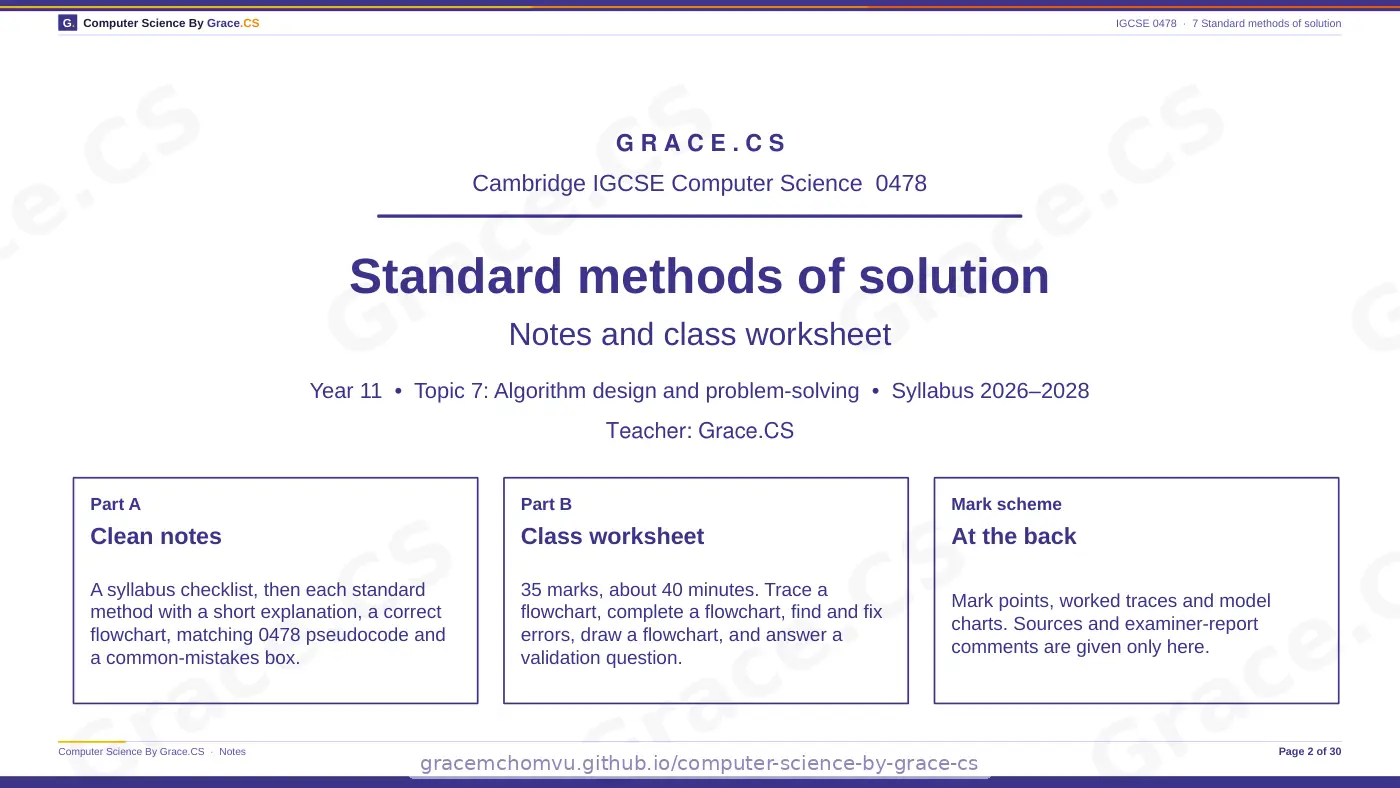 G. Computer Science By Grace.CS
IGCSE 0478 · 7 Standard methods of solution
GRACE.CS
Cambridge IGCSE Computer Science 0478
Standard methods of solution
Notes and class worksheet
Year 11 • Topic 7: Algorithm design and problem-solving • Syllabus 2026–2028
Teacher: Grace.CS
Part A
Clean notes
A syllabus checklist, then each standard
method with a short explanation, a correct
flowchart, matching 0478 pseudocode and
a common-mistakes box.
Part B
Class worksheet
35 marks, about 40 minutes. Trace a
flowchart, complete a flowchart, find and fix
errors, draw a flowchart, and answer a
validation question.
Mark scheme
At the back
Mark points, worked traces and model
charts. Sources and examiner-report
comments are given only here.
Computer Science By Grace.CS · Notes
Page 2 of 30
gracemchomvu.github.io/computer-science-by-grace-cs